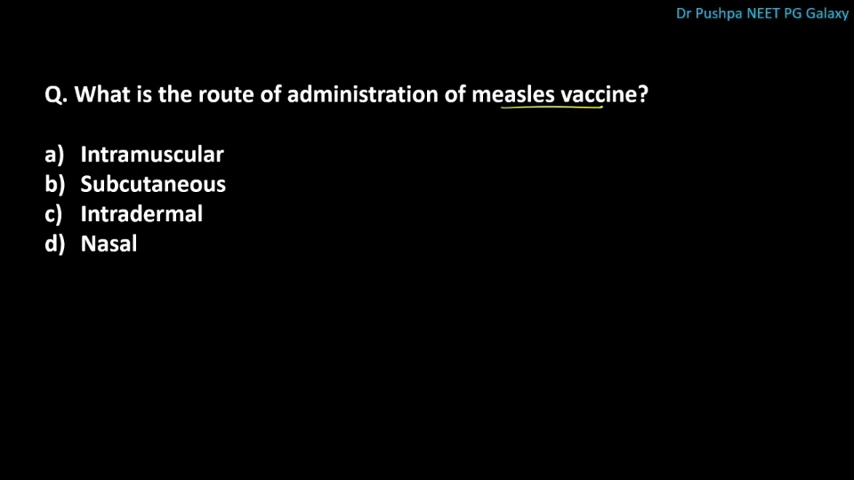 Dr Pushpa NEET PG Galaxy
Q. What is the route of administration of measles vaccine?
a) Intramuscular
b) Subcutaneous
c) Intradermal
d) Nasal